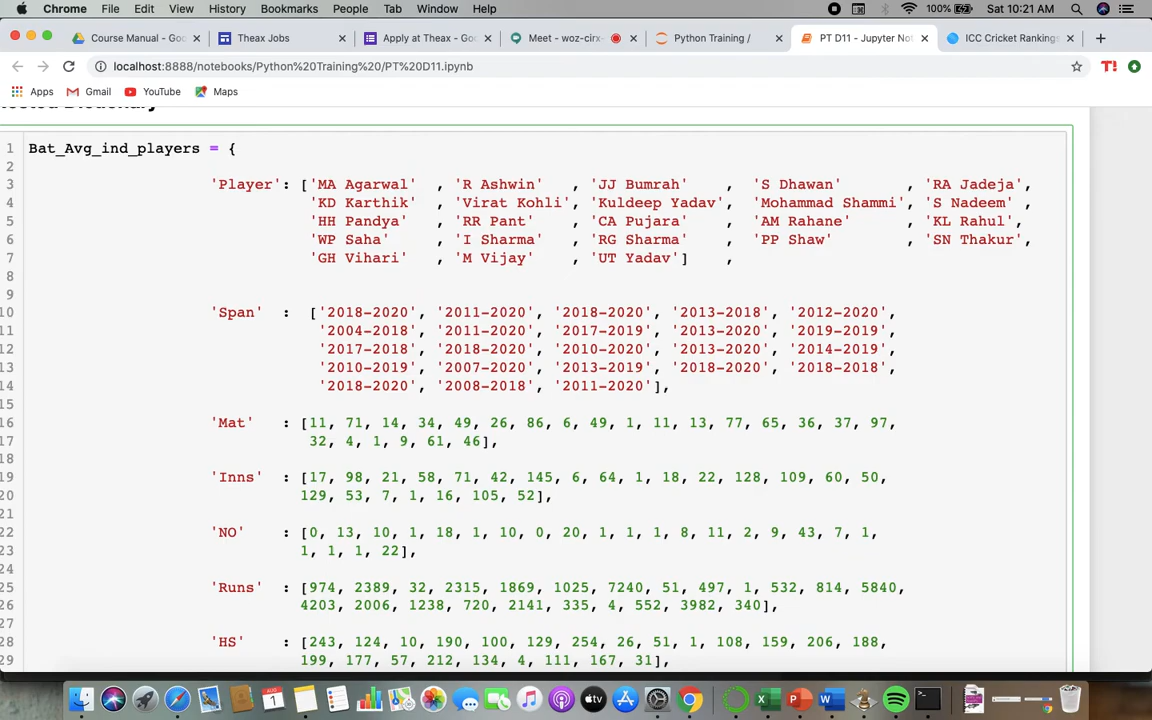 Chrome File Edit View History Bookmarks People Tab Window Help 100% Sat 10:21 AM
Course Manual - Goo Theax Jobs Apply at Theax - Go Meet - woz-cirx- Python Training / PT D11 - Jupyter Not ICC Cricket Rankings
localhost:8888/notebooks/Python%20Training%20/PT%20D11.ipynb
Apps Gmail YouTube Maps
1 Bat_Avg_ind_players = {
2
3 'Player': ['MA Agarwal' , 'R Ashwin' , 'JJ Bumrah' , 'S Dhawan' , 'RA Jadeja',
4 'KD Karthik' , 'Virat Kohli', 'Kuldeep Yadav', 'Mohammad Shammi', 'S Nadeem' ,
5 'HH Pandya' , 'RR Pant' , 'CA Pujara' , 'AM Rahane' , 'KL Rahul',
6 'WP Saha' , 'I Sharma' , 'RG Sharma' , 'PP Shaw' , 'SN Thakur',
7 'GH Vihari' , 'M Vijay' , 'UT Yadav'] ,
8
9
10 'Span' : ['2018-2020', '2011-2020', '2018-2020', '2013-2018', '2012-2020',
11 '2004-2018', '2011-2020', '2017-2019', '2013-2020', '2019-2019',
12 '2017-2018', '2018-2020', '2010-2020', '2013-2020', '2014-2019',
13 '2010-2019', '2007-2020', '2013-2019', '2018-2020', '2018-2018',
14 '2018-2020', '2008-2018', '2011-2020'],
15
16 'Mat' : [11, 71, 14, 34, 49, 26, 86, 6, 49, 1, 11, 13, 77, 65, 36, 37, 97,
17 32, 4, 1, 9, 61, 46],
18
19 'Inns' : [17, 98, 21, 58, 71, 42, 145, 6, 64, 1, 18, 22, 128, 109, 60, 50,
20 129, 53, 7, 1, 16, 105, 52],
21
22 'NO' : [0, 13, 10, 1, 18, 1, 10, 0, 20, 1, 1, 1, 8, 11, 2, 9, 43, 7, 1,
23 1, 1, 1, 22],
24
25 'Runs' : [974, 2389, 32, 2315, 1869, 1025, 7240, 51, 497, 1, 532, 814, 5840,
26 4203, 2006, 1238, 720, 2141, 335, 4, 552, 3982, 340],
27
28 'HS' : [243, 124, 10, 190, 100, 129, 254, 26, 51, 1, 108, 159, 206, 188,
29 199, 177, 57, 212, 134, 4, 111, 167, 31],